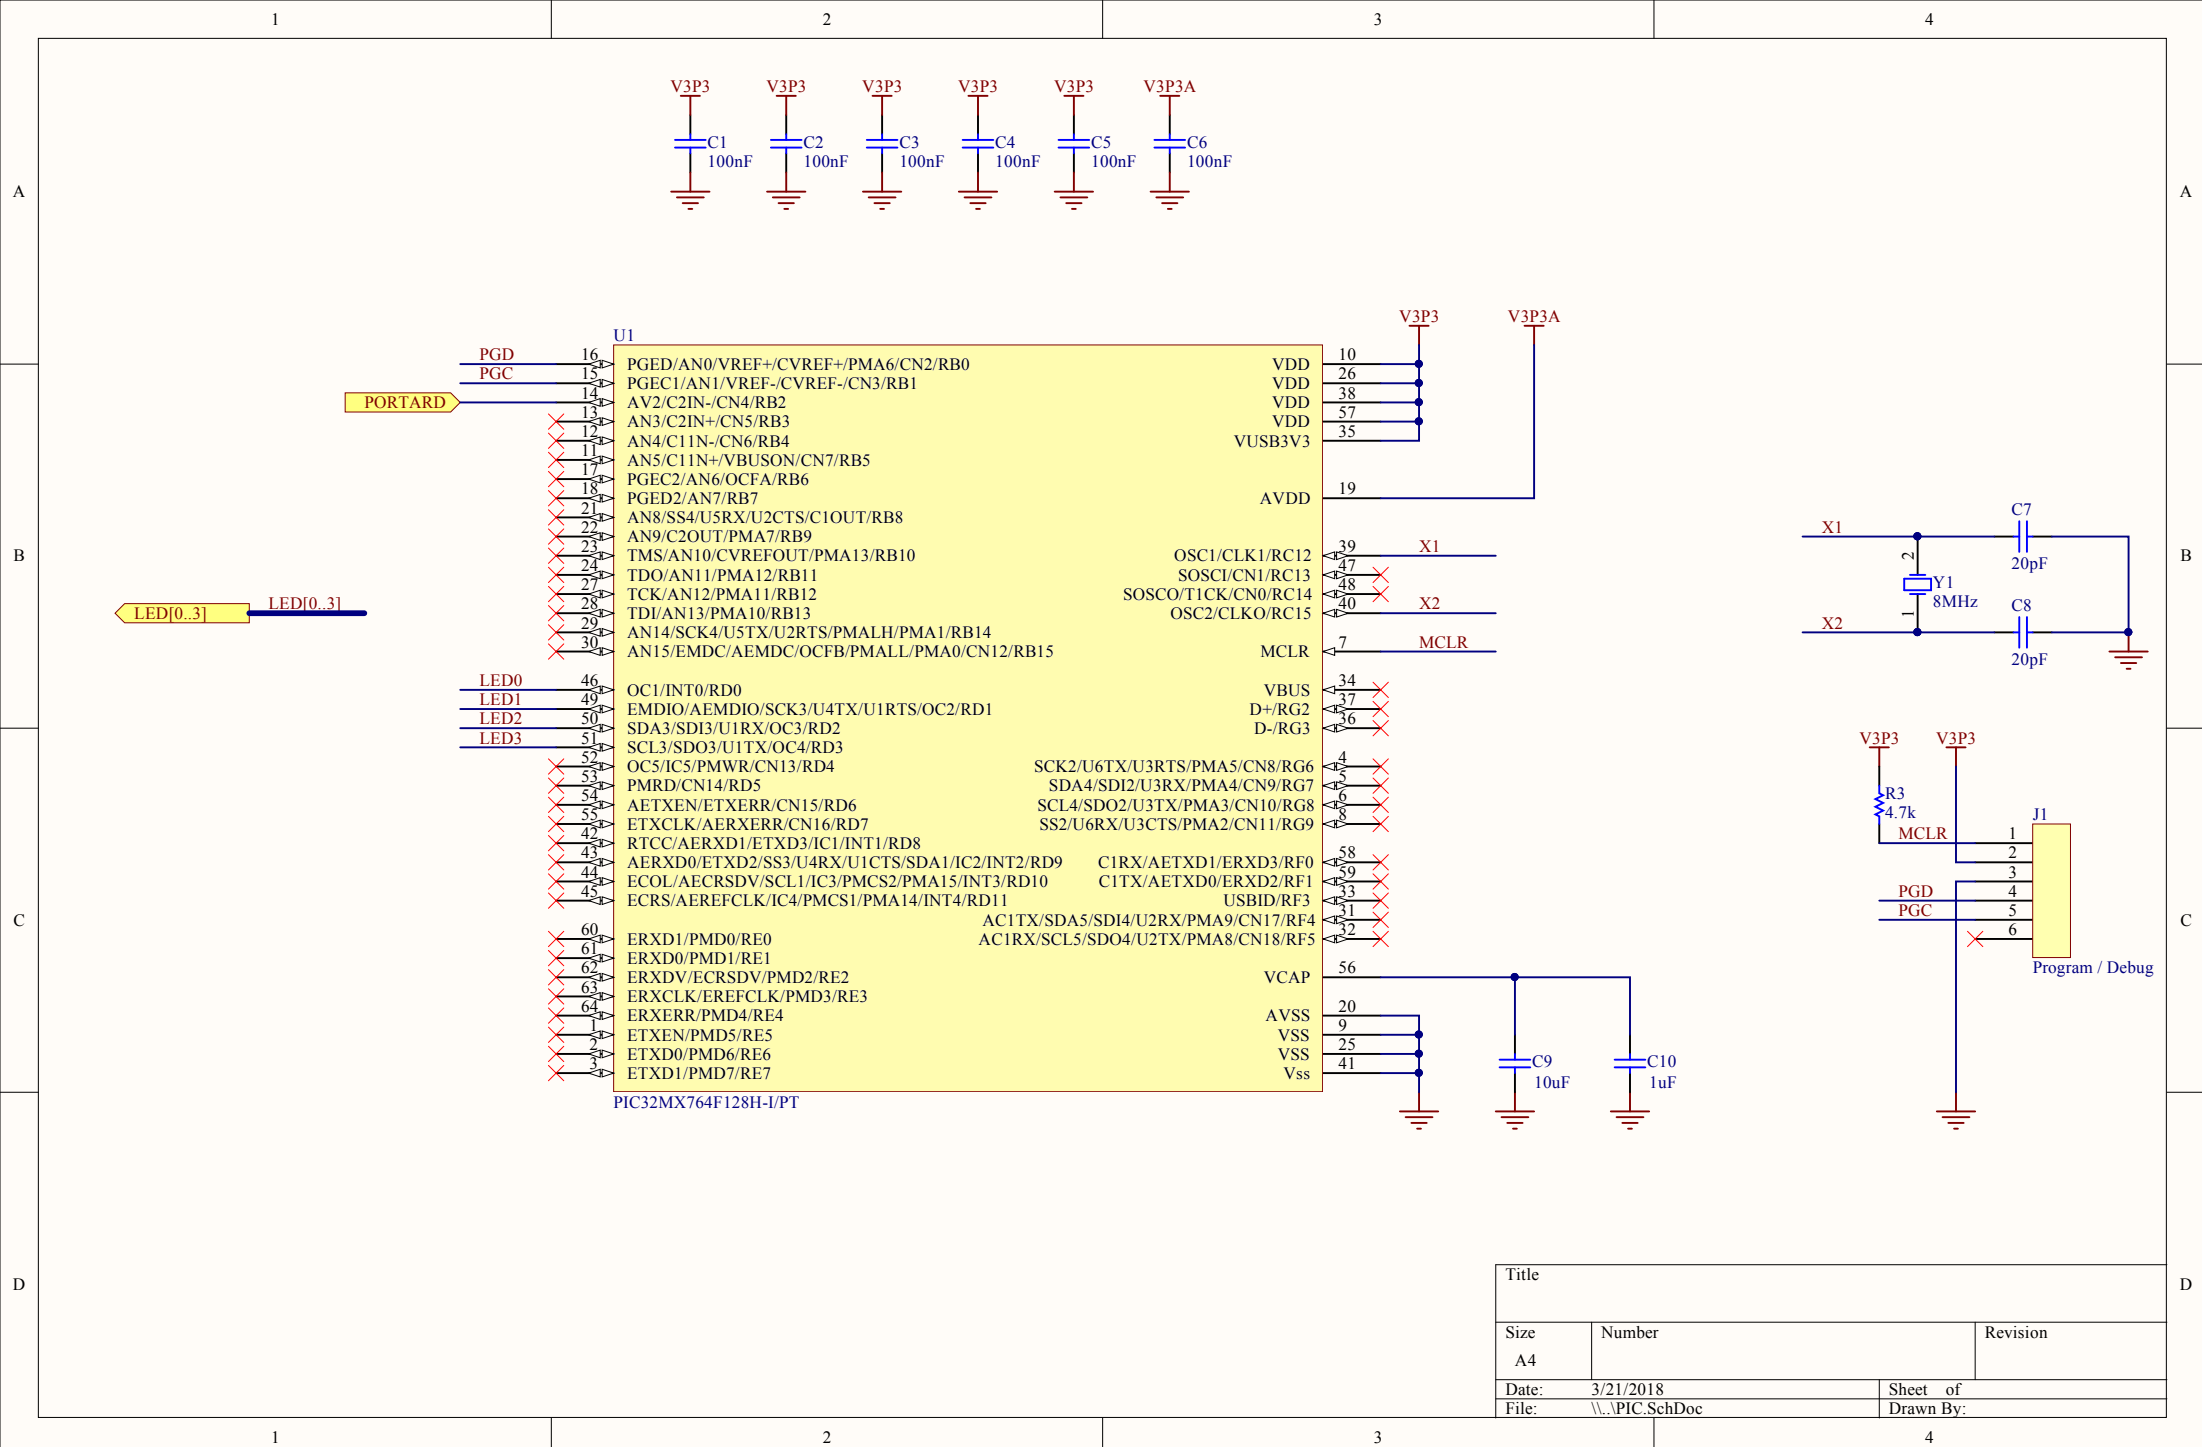 1 2 3 4
A A
V3P3 V3P3 V3P3 V3P3 V3P3 V3P3A
C1 C2 C3 C4 C5 C6
100nF 100nF 100nF 100nF 100nF 100nF
V3P3 V3P3A
U1
PGD 16 PGED/AN0/VREF+/CVREF+/PMA6/CN2/RB0 VDD 10
PGC 15 PGEC1/AN1/VREF-/CVREF-/CN3/RB1 VDD 26
PORTARD 14 AV2/C2IN-/CN4/RB2 VDD 38
13 AN3/C2IN+/CN5/RB3 VDD 57
12 AN4/C11N-/CN6/RB4 VUSB3V3 35
11 AN5/C11N+/VBUSON/CN7/RB5
17 PGEC2/AN6/OCFA/RB6
18 PGED2/AN7/RB7 AVDD 19
21 AN8/SS4/U5RX/U2CTS/C1OUT/RB8
22 AN9/C2OUT/PMA7/RB9
23 TMS/AN10/CVREFOUT/PMA13/RB10 OSC1/CLK1/RC12 39 X1
24 TDO/AN11/PMA12/RB11 SOSCI/CN1/RC13 47
27 TCK/AN12/PMA11/RB12 SOSCO/T1CK/CN0/RC14 48
28 TDI/AN13/PMA10/RB13 OSC2/CLKO/RC15 40 X2
29 AN14/SCK4/U5TX/U2RTS/PMALH/PMA1/RB14
30 AN15/EMDC/AEMDC/OCFB/PMALL/PMA0/CN12/RB15 MCLR 7 MCLR
B B
LED[0..3] LED[0..3]
X1 C7
20pF
2
Y1
8MHz
1
X2 C8
20pF
LED0 46 OC1/INT0/RD0 VBUS 34
LED1 49 EMDIO/AEMDIO/SCK3/U4TX/U1RTS/OC2/RD1 D+/RG2 37
LED2 50 SDA3/SDI3/U1RX/OC3/RD2 D-/RG3 36
LED3 51 SCL3/SDO3/U1TX/OC4/RD3
52 OC5/IC5/PMWR/CN13/RD4 SCK2/U6TX/U3RTS/PMA5/CN8/RG6 4
53 PMRD/CN14/RD5 SDA4/SDI2/U3RX/PMA4/CN9/RG7 5
54 AETXEN/ETXERR/CN15/RD6 SCL4/SDO2/U3TX/PMA3/CN10/RG8 6
55 ETXCLK/AERXERR/CN16/RD7 SS2/U6RX/U3CTS/PMA2/CN11/RG9 8
42 RTCC/AERXD1/ETXD3/IC1/INT1/RD8
43 AERXD0/ETXD2/SS3/U4RX/U1CTS/SDA1/IC2/INT2/RD9 C1RX/AETXD1/ERXD3/RF0 58
44 ECOL/AECRSDV/SCL1/IC3/PMCS2/PMA15/INT3/RD10 C1TX/AETXD0/ERXD2/RF1 59
45 ECRS/AEREFCLK/IC4/PMCS1/PMA14/INT4/RD11 USBID/RF3 33
AC1TX/SDA5/SDI4/U2RX/PMA9/CN17/RF4 31
60 ERXD1/PMD0/RE0 AC1RX/SCL5/SDO4/U2TX/PMA8/CN18/RF5 32
61 ERXD0/PMD1/RE1
62 ERXDV/ECRSDV/PMD2/RE2 VCAP 56
63 ERXCLK/EREFCLK/PMD3/RE3
64 ERXERR/PMD4/RE4 AVSS 20
1 ETXEN/PMD5/RE5 VSS 9
2 ETXD0/PMD6/RE6 VSS 25
3 ETXD1/PMD7/RE7 Vss 41
PIC32MX764F128H-I/PT
C9 C10
10uF 1uF
V3P3 V3P3
R3
4.7k
J1
MCLR 1
2
3
PGD 4
PGC 5
6
Program / Debug
C C
D D
Title
Size Number Revision
A4
Date: 3/21/2018 Sheet of
File: \\..\PIC.SchDoc Drawn By:
1 2 3 4